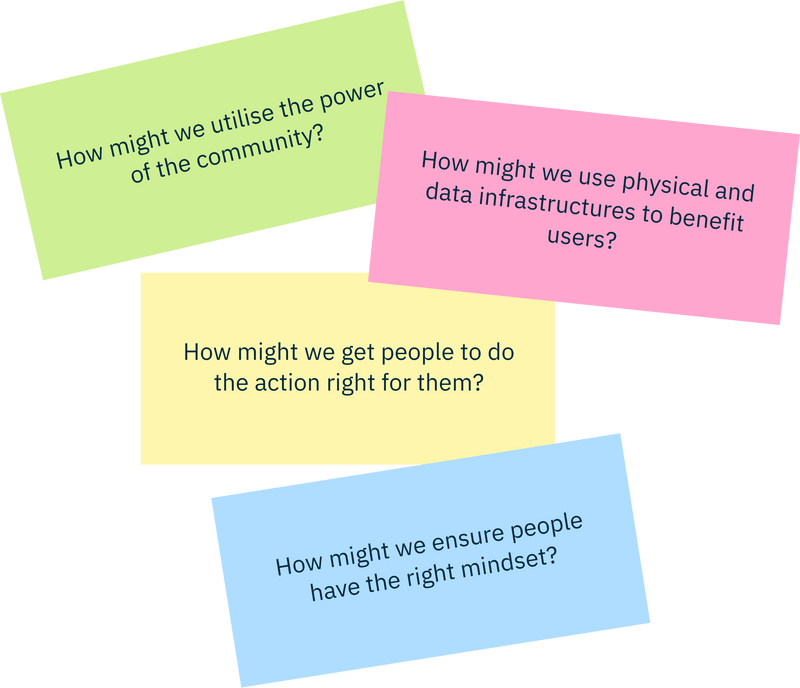 How might we utilise the power
of the community?
How might we use physical and
data infrastructures to benefit
users?
How might we get people to do
the action right for them?
How might we ensure people
have the right mindset?